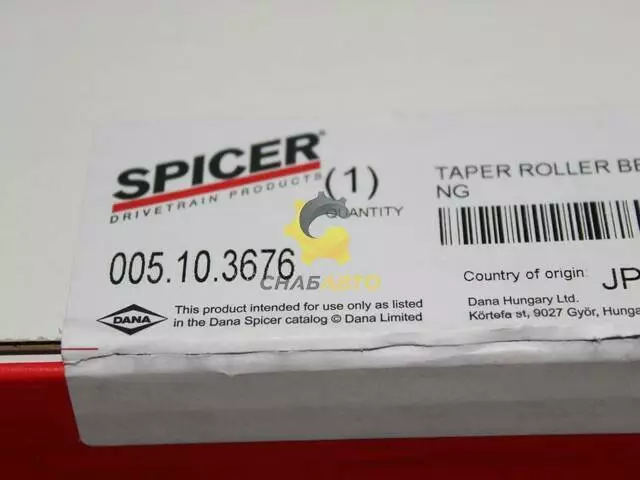 SPICER®
DRIVETRAIN PRODUCTS
(1)
QUANTITY
005.10.3676
СНАБАВТО
DANA
This product intended for use only as listed
in the Dana Spicer catalog © Dana Limited
TAPER ROLLER BE
NG
Country of origin: JP
Dana Hungary Ltd.
Körtefa st, 9027 Győr, Hunga